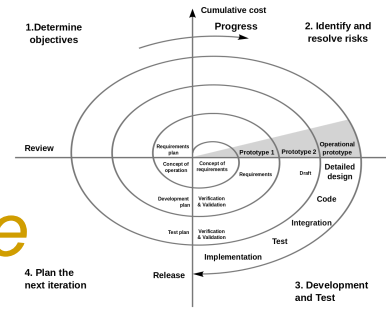 Cumulative cost
Progress
1.Determine
objectives
2. Identify and
resolve risks
Review
Requirements
plan
Concept of
operation
Concept of
requirements
Prototype 1
Prototype 2
Operational
prototype
Requirements
Draft
Detailed
design
Development
plan
Verification
& Validation
Code
Test plan
Verification
& Validation
Integration
Test
Implementation
Release
4. Plan the
next iteration
3. Development
and Test
e